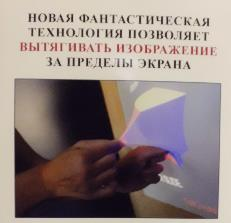 НОВАЯ ФАНТАСТИЧЕСКАЯ
ТЕХНОЛОГИЯ ПОЗВОЛЯЕТ
ВЫТЯГИВАТЬ ИЗОБРАЖЕНИЕ
ЗА ПРЕДЕЛЫ ЭКРАНА